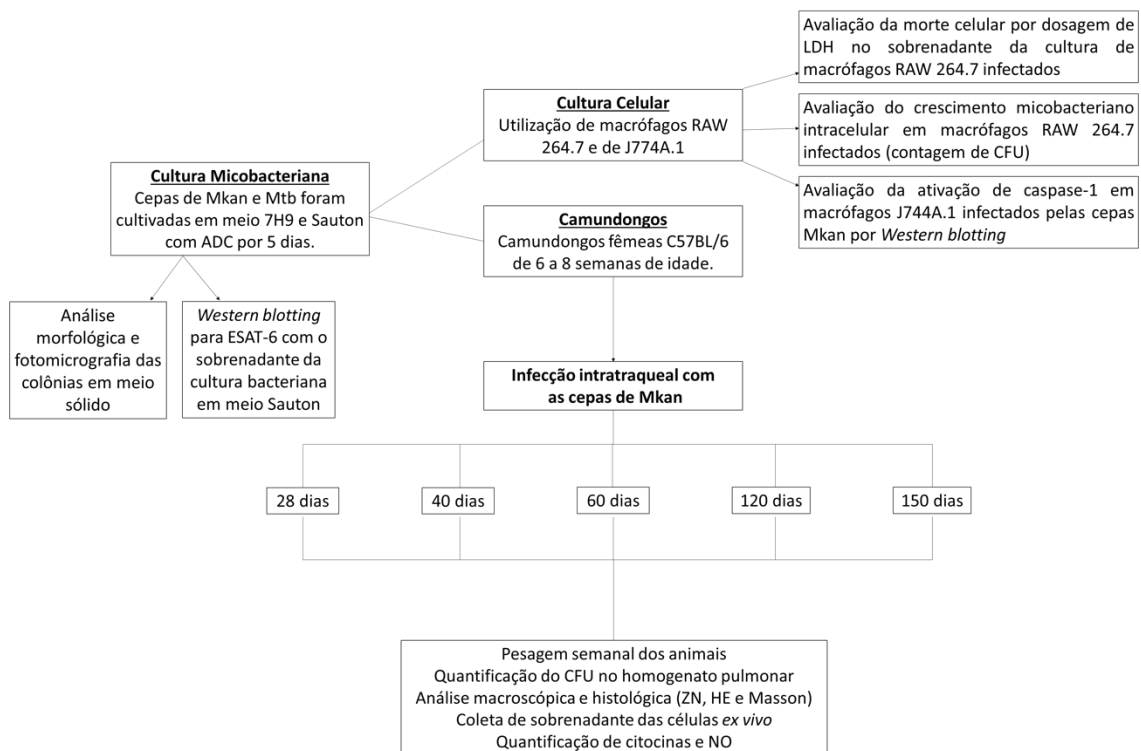 Avaliação da morte celular por dosagem de
LDH no sobrenadante da cultura de
macrófagos RAW 264.7 infectados
Cultura Celular
Utilização de macrófagos RAW
264.7 e de J774A.1
Avaliação do crescimento micobacteriano
intracelular em macrófagos RAW 264.7
infectados (contagem de CFU)
Cultura Micobacteriana
Cepas de Mkan e Mtb foram
cultivadas em meio 7H9 e Sauton
com ADC por 5 dias.
Avaliação da ativação de caspase-1 em
macrófagos J744A.1 infectados pelas cepas
Mkan por Western blotting
Camundongos
Camundongos fêmeas C57BL/6
de 6 a 8 semanas de idade.
Análise
morfológica e
fotomicrografia das
colônias em meio
sólido
Western blotting
para ESAT-6 com o
sobrenadante da
cultura bacteriana
em meio Sauton
Infecção intratraqueal com
as cepas de Mkan
28 dias
40 dias
60 dias
120 dias
150 dias
Pesagem semanal dos animais
Quantificação do CFU no homogenato pulmonar
Análise macroscópica e histológica (ZN, HE e Masson)
Coleta de sobrenadante das células ex vivo
Quantificação de citocinas e NO